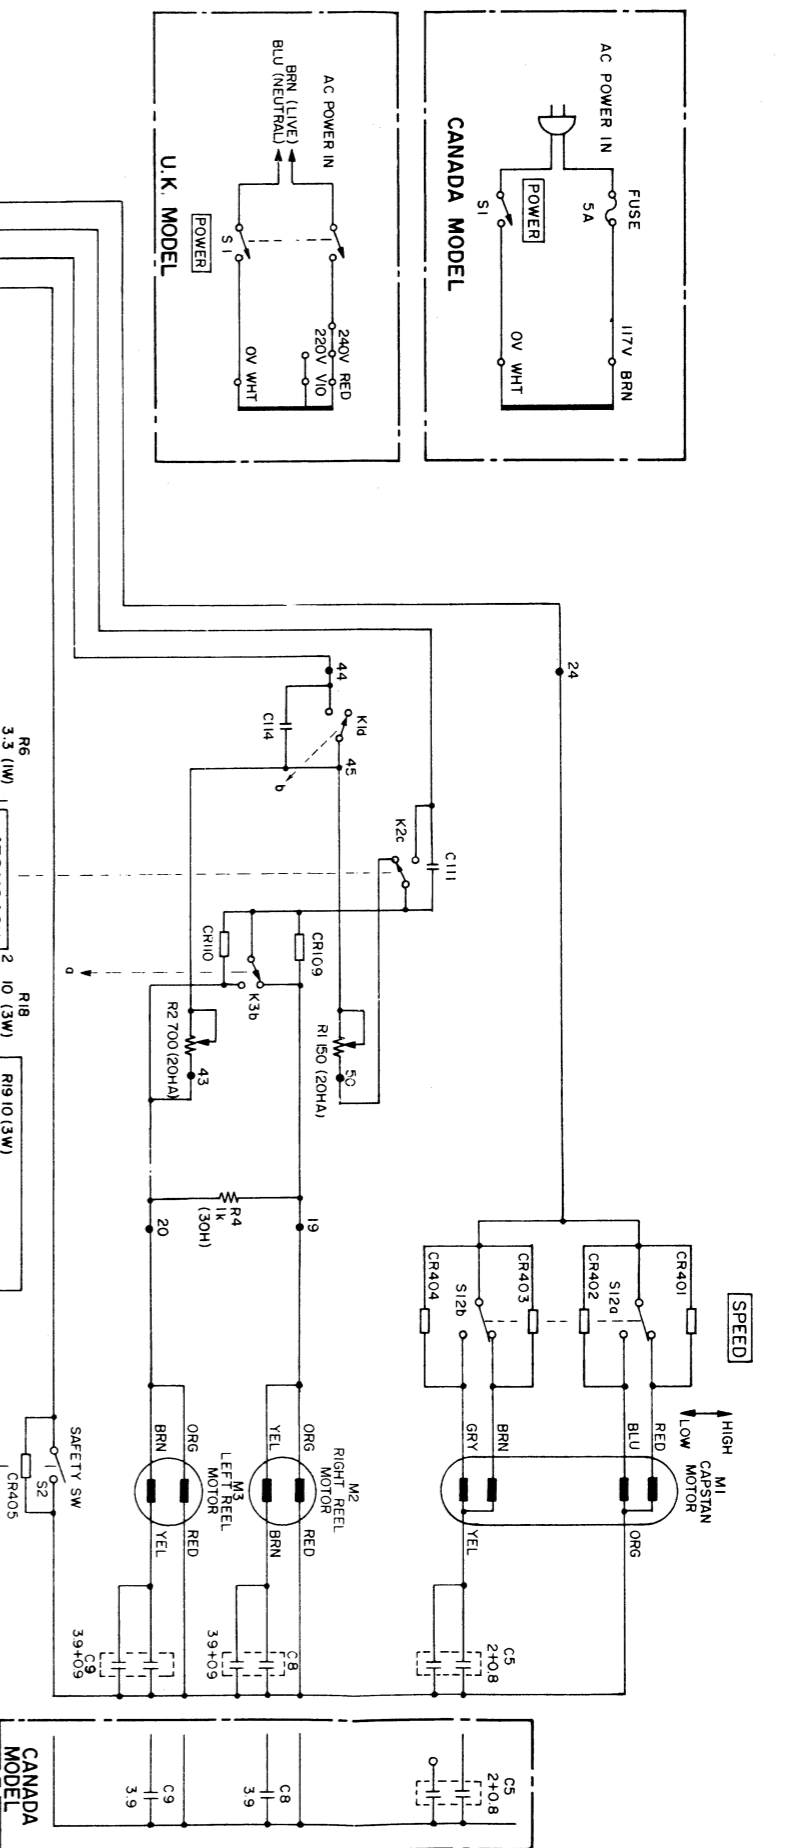 AC POWER IN
FUSE
5A
POWER
S1
117V BRN
0V WHT
CANADA MODEL
AC POWER IN
BRN (LIVE)
BLU (NEUTRAL)
POWER
S1
240V RED
220V VIO
0V WHT
U.K. MODEL
24
44
K1d
C114
45
b
K2c
C111
CR109
CR110
K3b
a
R1 150 (20HA)
50
R2 700 (20HA)
43
R6
3.3 (1W)
2
R18
10 (3W)
R19 10 (3W)
R4
1k
(30H)
19
20
SPEED
CR401
S12a
CR402
CR403
S12b
CR404
HIGH
LOW
RED
BLU
BRN
GRY
M1
CAPSTAN
MOTOR
ORG
YEL
ORG
YEL
M2
RIGHT REEL
MOTOR
RED
BRN
ORG
BRN
M3
LEFT REEL
MOTOR
RED
YEL
SAFETY SW
S2
CR405
C5
2+0.8
C8
3.9+0.9
C9
3.9+0.9
C5
2+0.8
C8
3.9
C9
3.9
CANADA
MODEL